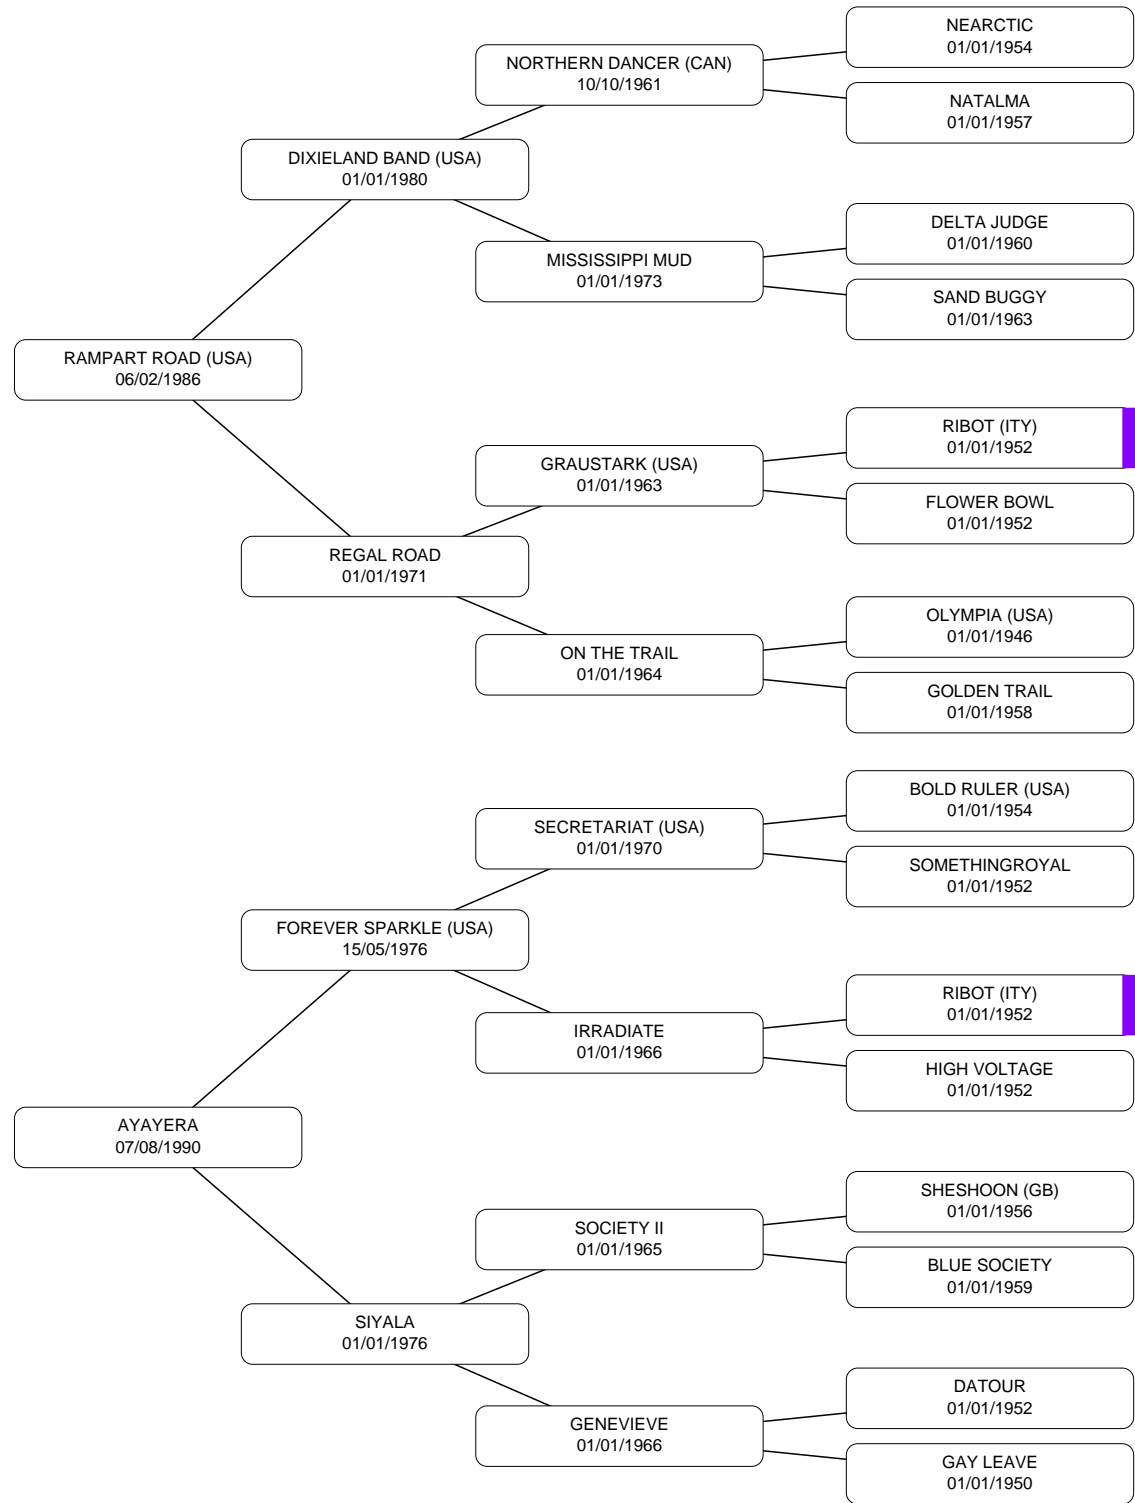 NEARCTIC
01/01/1954
NORTHERN DANCER (CAN)
10/10/1961
NATALMA
01/01/1957
DIXIELAND BAND (USA)
01/01/1980
DELTA JUDGE
01/01/1960
MISSISSIPPI MUD
01/01/1973
SAND BUGGY
01/01/1963
RAMPART ROAD (USA)
06/02/1986
RIBOT (ITY)
01/01/1952
GRAUSTARK (USA)
01/01/1963
FLOWER BOWL
01/01/1952
REGAL ROAD
01/01/1971
OLYMPIA (USA)
01/01/1946
ON THE TRAIL
01/01/1964
GOLDEN TRAIL
01/01/1958
BOLD RULER (USA)
01/01/1954
SECRETARIAT (USA)
01/01/1970
SOMETHINGROYAL
01/01/1952
FOREVER SPARKLE (USA)
15/05/1976
RIBOT (ITY)
01/01/1952
IRRADIATE
01/01/1966
HIGH VOLTAGE
01/01/1952
AYAYERA
07/08/1990
SHESHOON (GB)
01/01/1956
SOCIETY II
01/01/1965
BLUE SOCIETY
01/01/1959
SIYALA
01/01/1976
DATOUR
01/01/1952
GENEVIEVE
01/01/1966
GAY LEAVE
01/01/1950